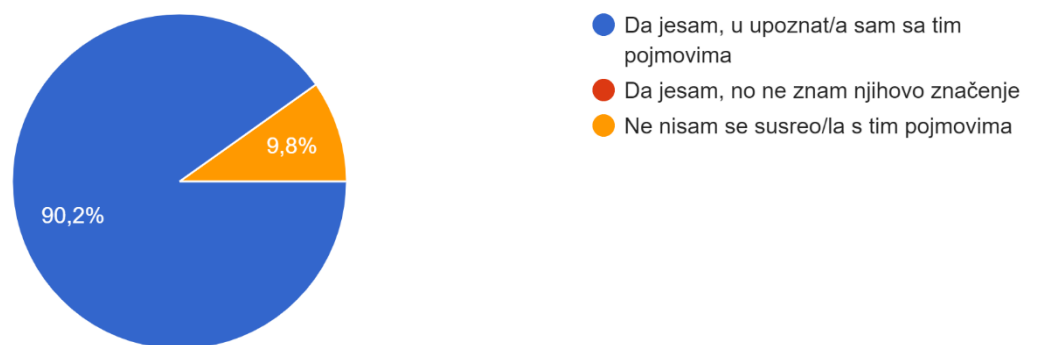 Da jesam, u upoznat/a sam sa tim
pojmovima
Da jesam, no ne znam njihovo značenje
Ne nisam se susreo/la s tim pojmovima
9,8%
90,2%